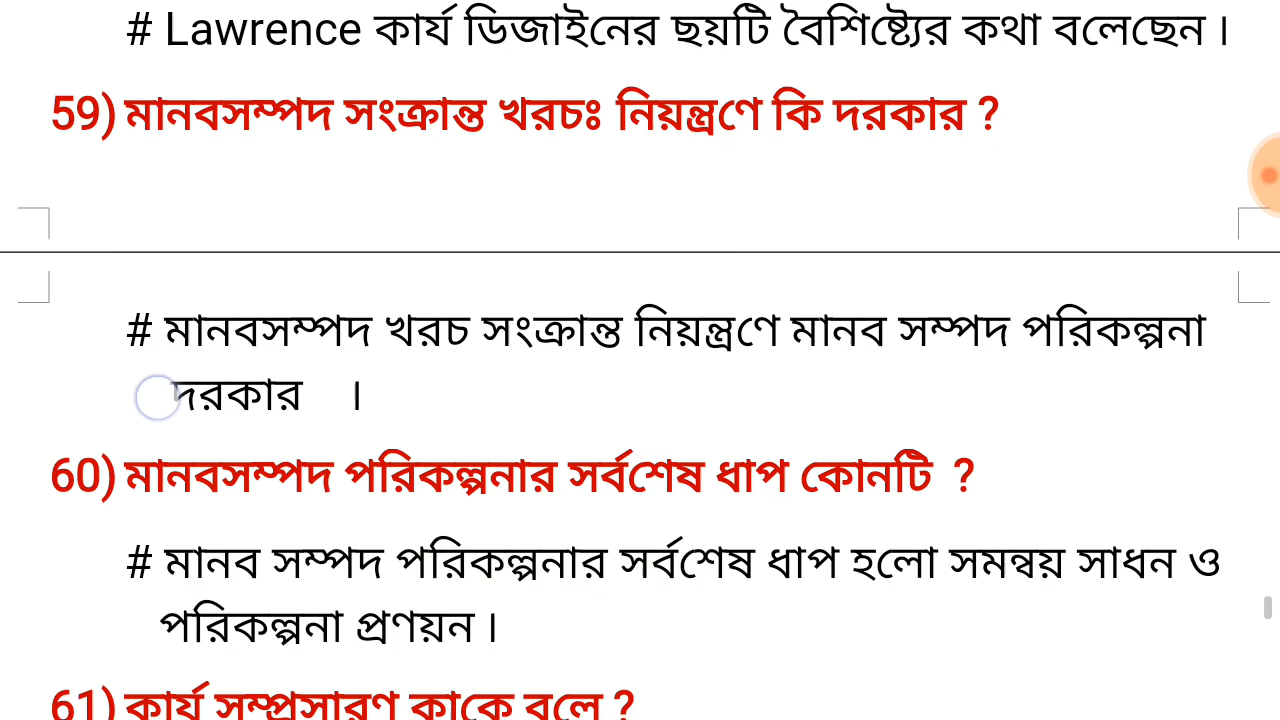 # Lawrence কার্য ডিজাইনের ছয়টি বৈশিষ্ট্যের কথা বলেছেন।
59) মানবসম্পদ সংক্রান্ত খরচঃ নিয়ন্ত্রণে কি দরকার ?
# মানবসম্পদ খরচ সংক্রান্ত নিয়ন্ত্রণে মানব সম্পদ পরিকল্পনা
দরকার ।
60) মানবসম্পদ পরিকল্পনার সর্বশেষ ধাপ কোনটি ?
# মানব সম্পদ পরিকল্পনার সর্বশেষ ধাপ হলো সমন্বয় সাধন ও
পরিকল্পনা প্রণয়ন।
61) কার্য সম্প্রসারণ কাকে বলে ?